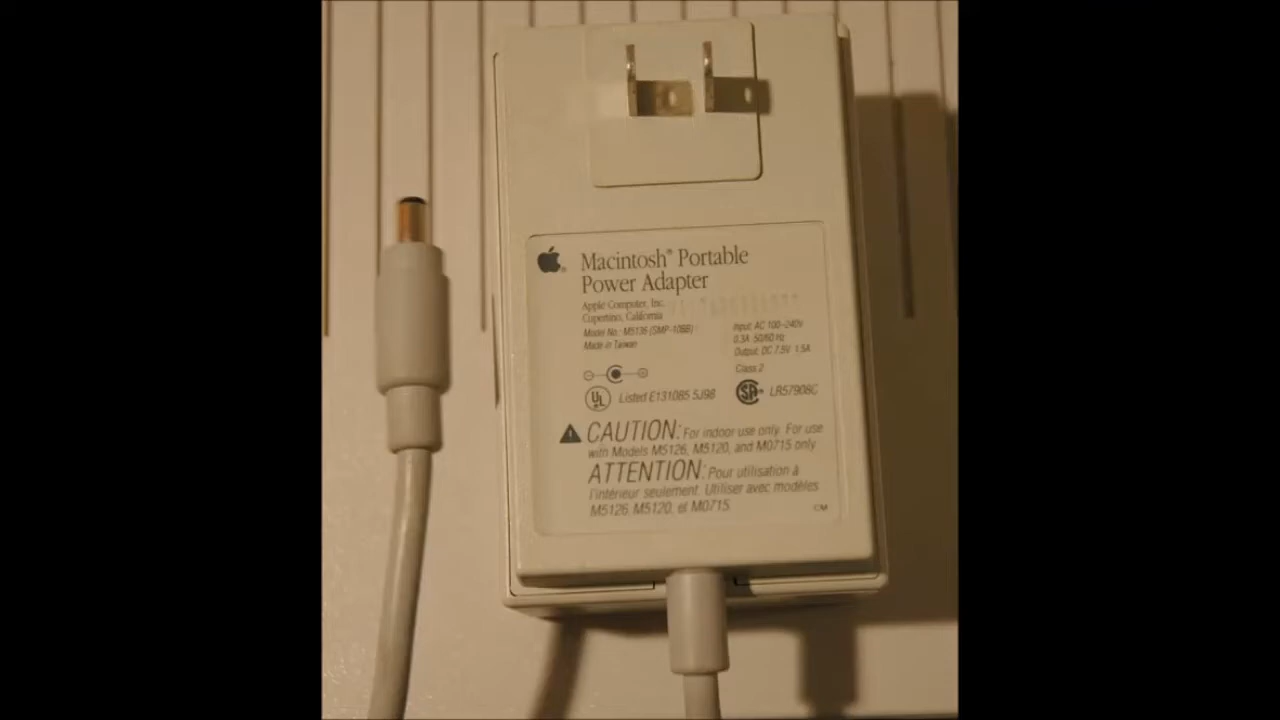 Macintosh® Portable
Power Adapter
Apple Computer, Inc.
Cupertino, California
Model No.: M5136 (SMP-10BB)
Made in Taiwan
Input: AC 100-240V
0.3A 50/60 Hz
Output: DC 7.5V 1.5A
Class 2
UL Listed E131085 5J98
LR57908C
CAUTION: For indoor use only. For use
with Models M5126, M5120, and M0715 only
ATTENTION: Pour utilisation à
l'intérieur seulement. Utiliser avec modèles
M5126, M5120, et M0715